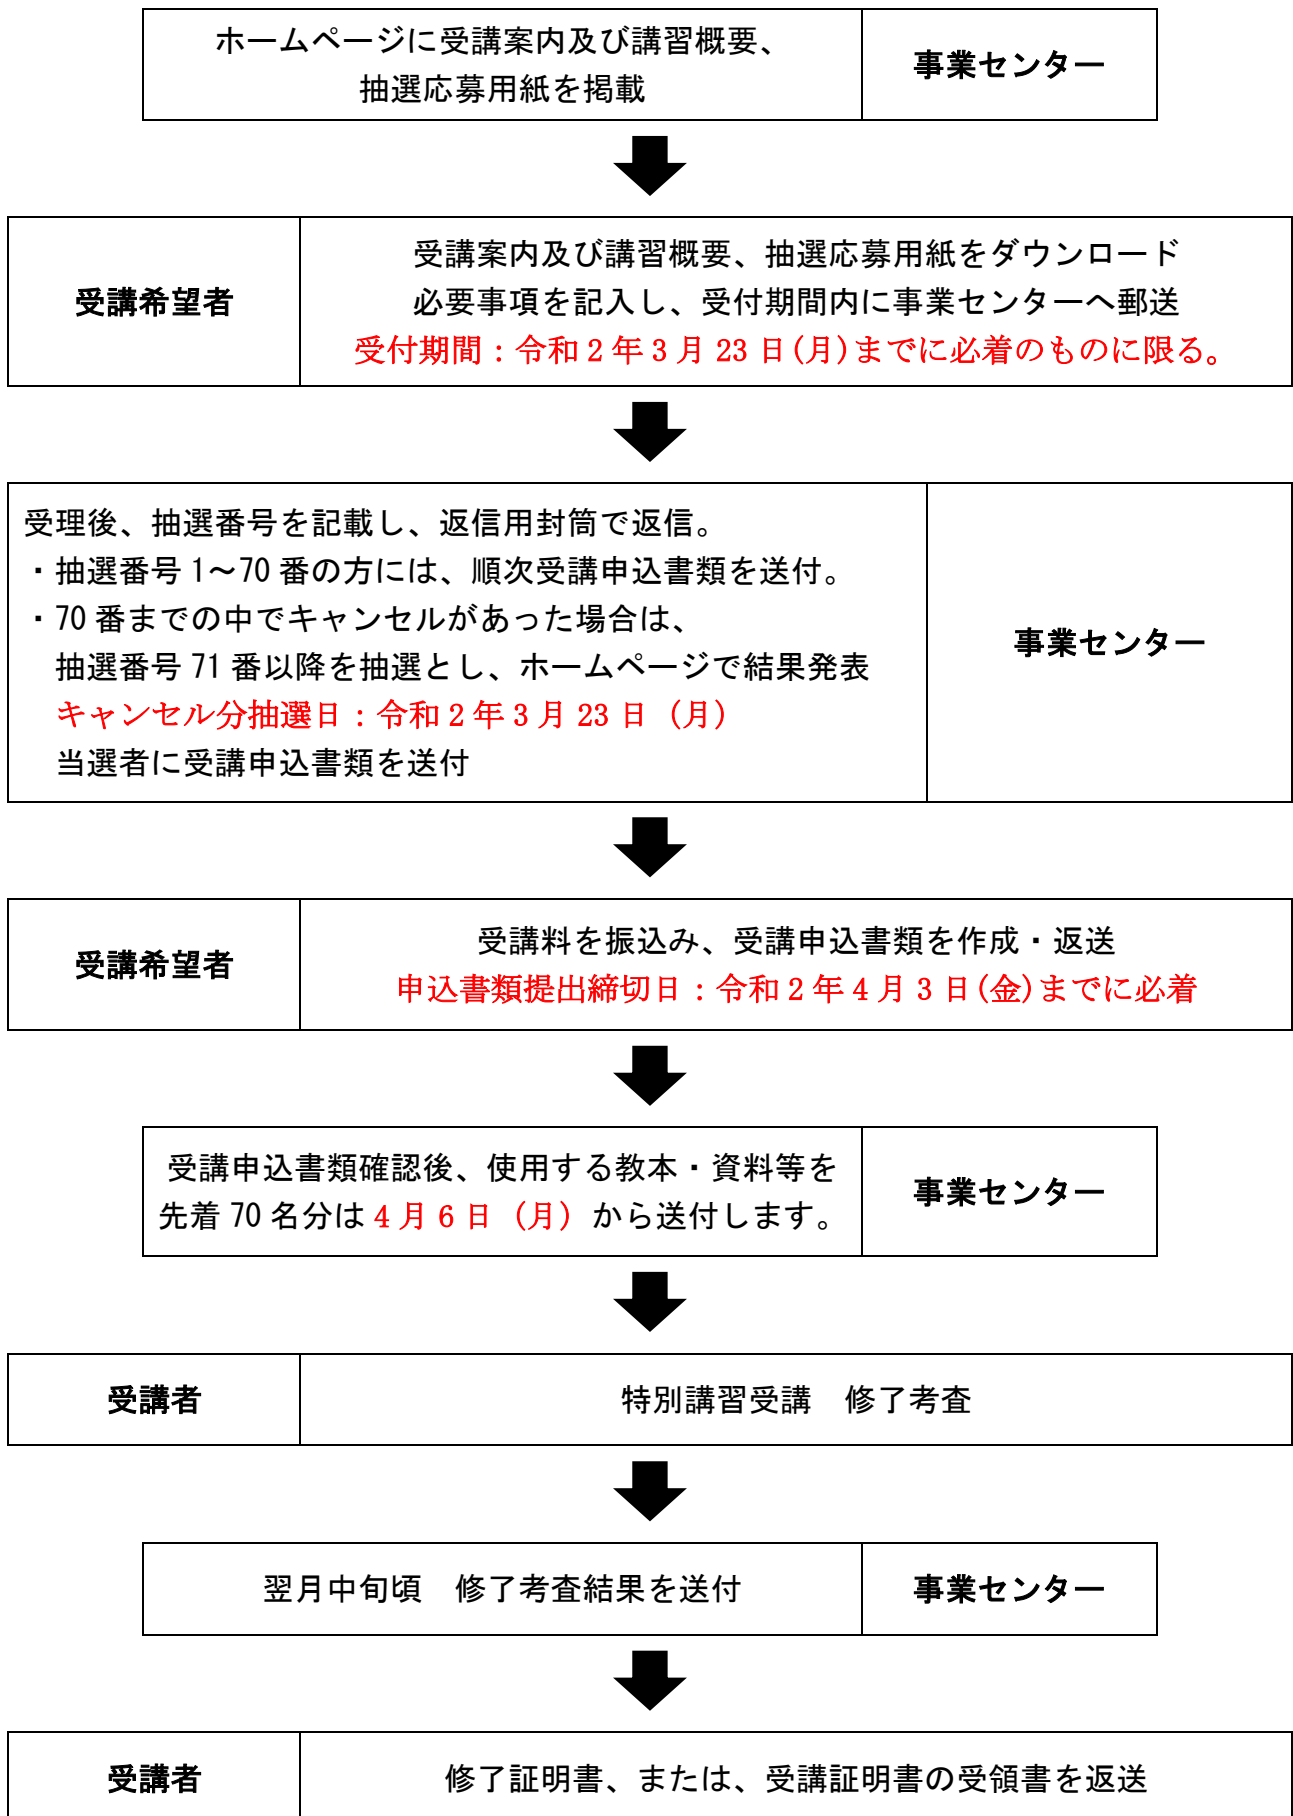 ホームページに受講案内及び講習概要、
抽選応募用紙を掲載
事業センター
受講希望者
受講案内及び講習概要、抽選応募用紙をダウンロード
必要事項を記入し、受付期間内に事業センターへ郵送
受付期間：令和２年３月 23 日(月)までに必着のものに限る。
受理後、抽選番号を記載し、返信用封筒で返信。
・抽選番号 1～70 番の方には、順次受講申込書類を送付。
・70 番までの中でキャンセルがあった場合は、
抽選番号 71 番以降を抽選とし、ホームページで結果発表
キャンセル分抽選日：令和２年３月 23 日（月）
当選者に受講申込書類を送付
事業センター
受講希望者
受講料を振込み、受講申込書類を作成・返送
申込書類提出締切日：令和２年４月３日(金)までに必着
受講申込書類確認後、使用する教本・資料等を
先着 70 名分は４月６日（月）から送付します。
事業センター
受講者
特別講習受講　修了考査
翌月中旬頃　修了考査結果を送付
事業センター
受講者
修了証明書、または、受講証明書の受領書を返送